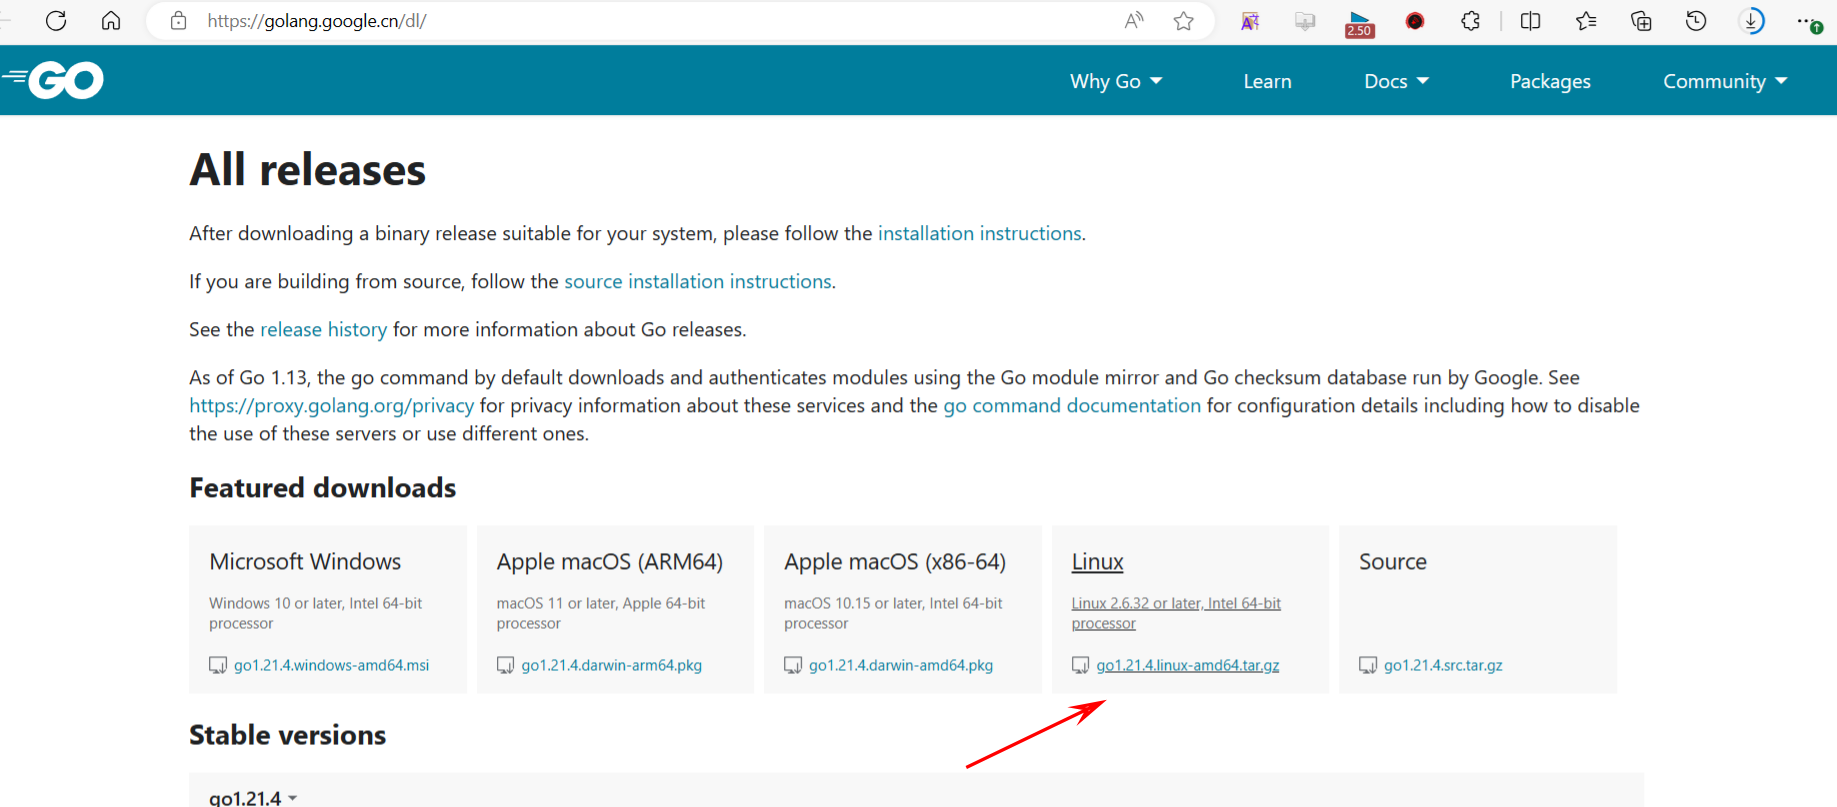 https://golang.google.cn/dl/
2.50
GO
Why Go
Learn
Docs
Packages
Community
All releases
After downloading a binary release suitable for your system, please follow the installation instructions.
If you are building from source, follow the source installation instructions.
See the release history for more information about Go releases.
As of Go 1.13, the go command by default downloads and authenticates modules using the Go module mirror and Go checksum database run by Google. See
https://proxy.golang.org/privacy for privacy information about these services and the go command documentation for configuration details including how to disable
the use of these servers or use different ones.
Featured downloads
Microsoft Windows
Windows 10 or later, Intel 64-bit
processor
go1.21.4.windows-amd64.msi
Apple macOS (ARM64)
macOS 11 or later, Apple 64-bit
processor
go1.21.4.darwin-arm64.pkg
Apple macOS (x86-64)
macOS 10.15 or later, Intel 64-bit
processor
go1.21.4.darwin-amd64.pkg
Linux
Linux 2.6.32 or later, Intel 64-bit
processor
go1.21.4.linux-amd64.tar.gz
Source
go1.21.4.src.tar.gz
Stable versions
go1.21.4